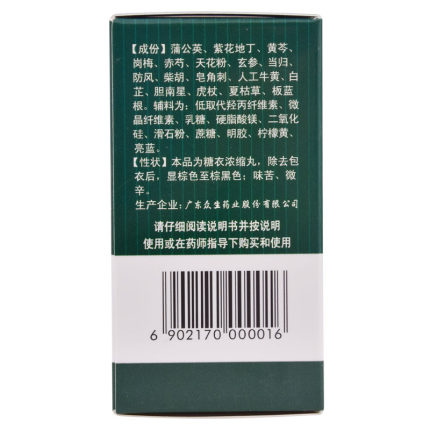 【成份】蒲公英、紫花地丁、黄芩、
岗梅、赤芍、天花粉、玄参、当归、
防风、柴胡、皂角刺、人工牛黄、白
芷、胆南星、虎杖、夏枯草、板蓝
根。辅料为：低取代羟丙纤维素、微
晶纤维素、乳糖、硬脂酸镁、二氧化
硅、滑石粉、蔗糖、明胶、柠檬黄、
亮蓝。
【性状】本品为糖衣浓缩丸，除去包
衣后，显棕色至棕黑色；味苦、微
辛。
生产企业：广东众生药业股份有限公司
请仔细阅读说明书并按说明
使用或在药师指导下购买和使用
6 902170 000016